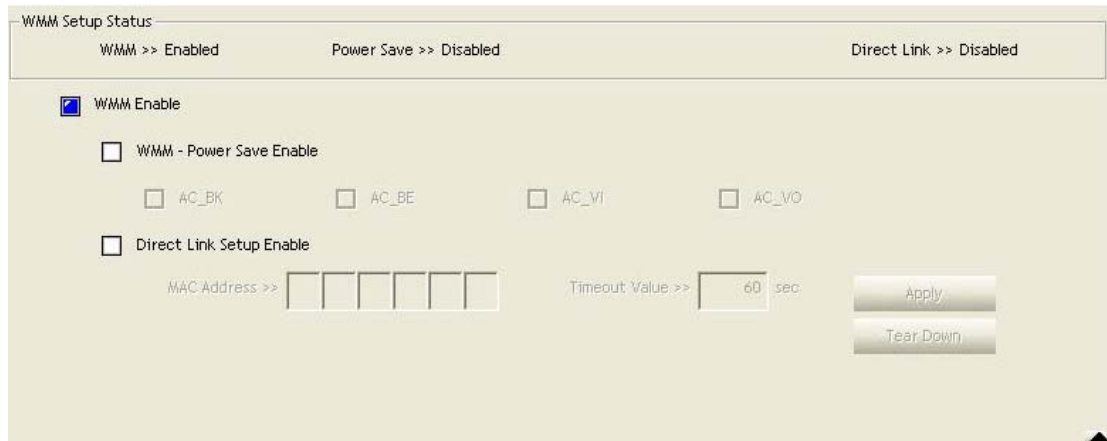 WMM Setup Status
WMM >> Enabled Power Save >> Disabled Direct Link >> Disabled
WMM Enable
WMM - Power Save Enable
AC_BK AC_BE AC_VI AC_VO
Direct Link Setup Enable
MAC Address >> Timeout Value >> 60 sec Apply
Tear Down